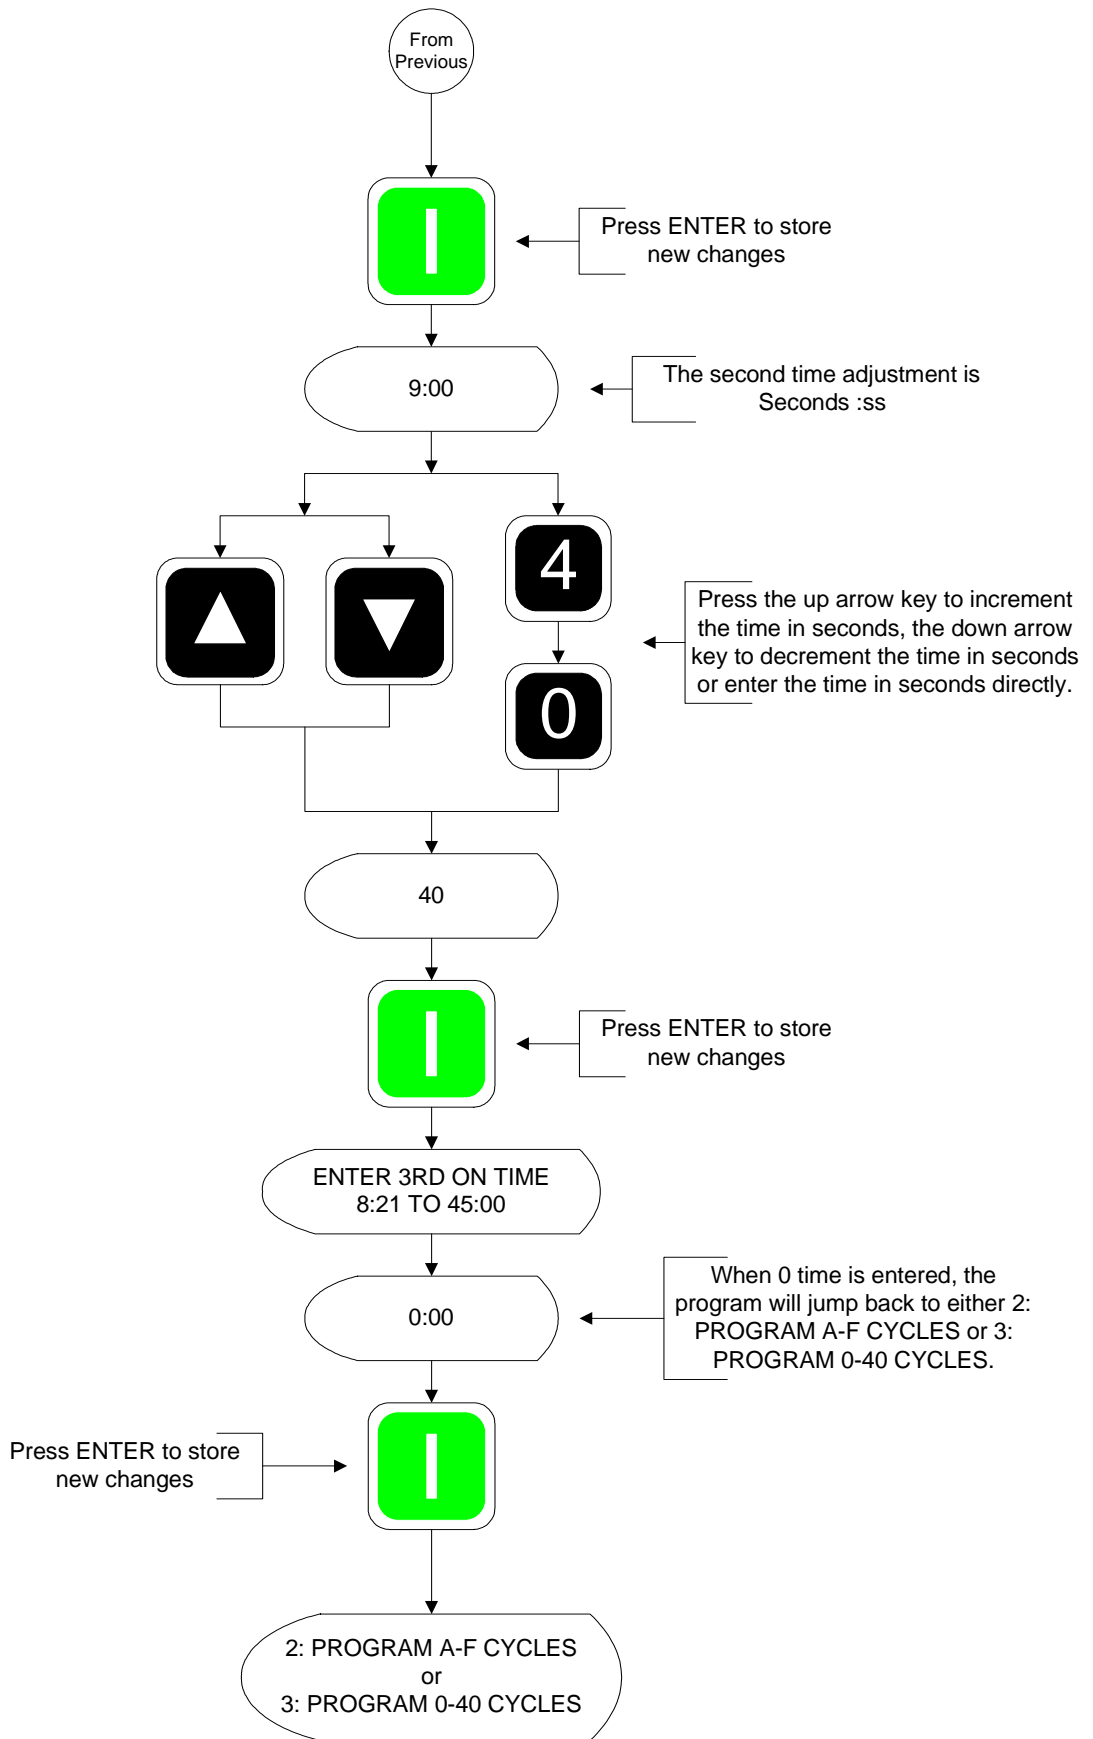 From
Previous
Press ENTER to store
new changes
9:00
The second time adjustment is
Seconds :ss
4
0
Press the up arrow key to increment
the time in seconds, the down arrow
key to decrement the time in seconds
or enter the time in seconds directly.
40
Press ENTER to store
new changes
ENTER 3RD ON TIME
8:21 TO 45:00
0:00
When 0 time is entered, the
program will jump back to either 2:
PROGRAM A-F CYCLES or 3:
PROGRAM 0-40 CYCLES.
Press ENTER to store
new changes
2: PROGRAM A-F CYCLES
or
3: PROGRAM 0-40 CYCLES